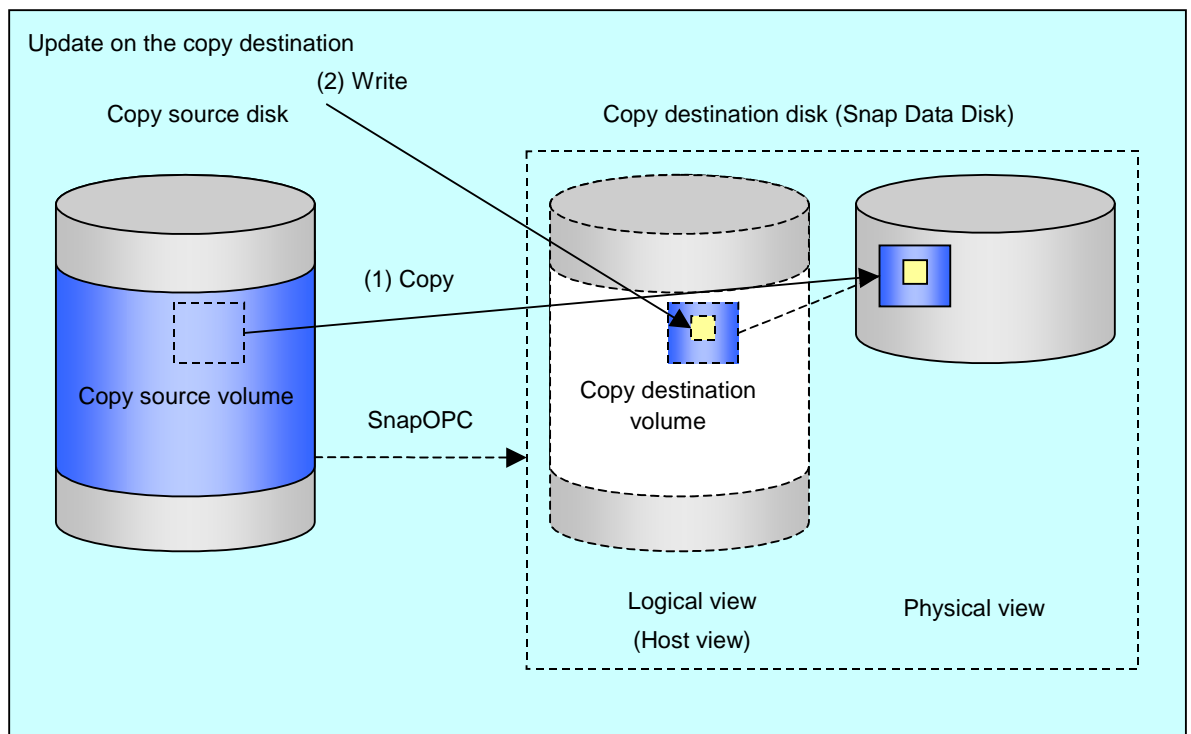 Update on the copy destination
(2) Write
Copy source disk
Copy destination disk (Snap Data Disk)
(1) Copy
Copy source volume
Copy destination
volume
SnapOPC
Logical view
(Host view)
Physical view